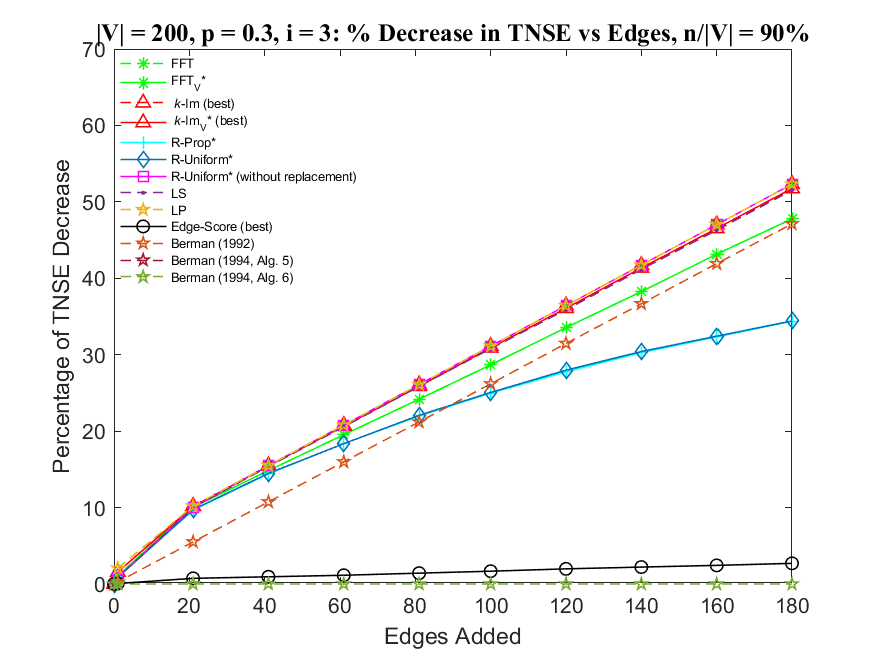 |V| = 200, p = 0.3, i = 3: % Decrease in TNSE vs Edges, n/|V| = 90%
70
60
50
40
30
20
10
0
Percentage of TNSE Decrease
FFT
FFT_V*
k-Im (best)
k-Im_V* (best)
R-Prop*
R-Uniform*
R-Uniform* (without replacement)
LS
LP
Edge-Score (best)
Berman (1992)
Berman (1994, Alg. 5)
Berman (1994, Alg. 6)
0 20 40 60 80 100 120 140 160 180
Edges Added